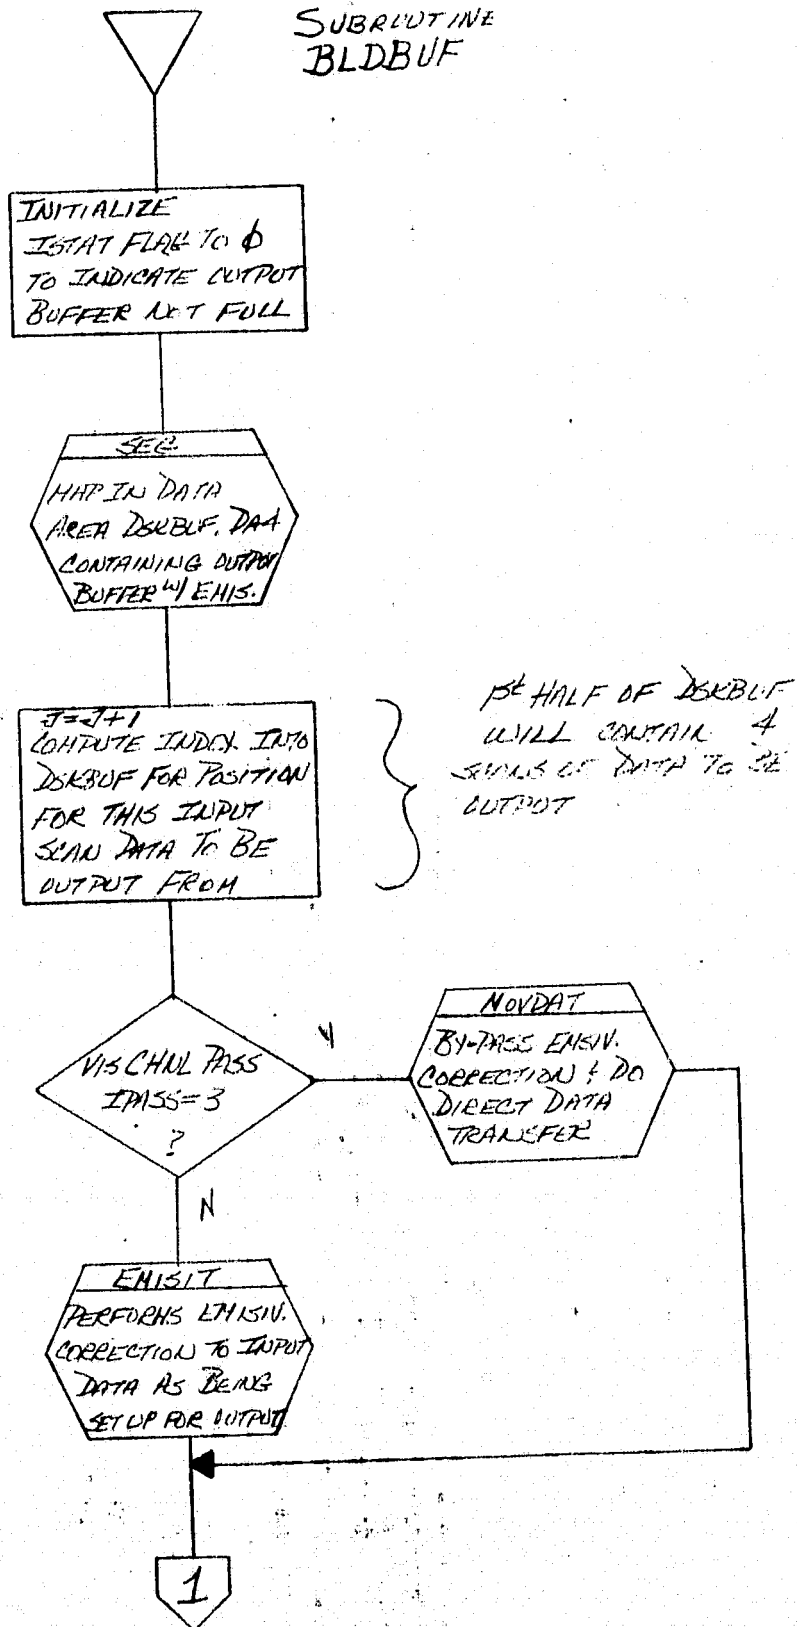 SUBROUTINE
BLDBUF
INITIALIZE
ISTAT FLAG TO φ
TO INDICATE OUTPUT
BUFFER NOT FULL
SEG
MAP IN DATA
AREA DSKBUF. DA4
CONTAINING OUTPUT
BUFFER W/ EMIS.
J=J+1
COMPUTE INDEX INTO
DSKBUF FOR POSITION
FOR THIS INPUT
SCAN DATA TO BE
OUTPUT FROM
1st HALF OF DSKBUF
WILL CONTAIN 4
SCANS OF DATA TO BE
OUTPUT
VIS CHNL PASS
IPASS=3
?
Y
MOVDAT
BY-PASS EMSIV.
CORRECTION & DO
DIRECT DATA
TRANSFER
N
EMISIT
PERFORMS EMISIV.
CORRECTION TO INPUT
DATA AS BEING
SET UP FOR OUTPUT
1